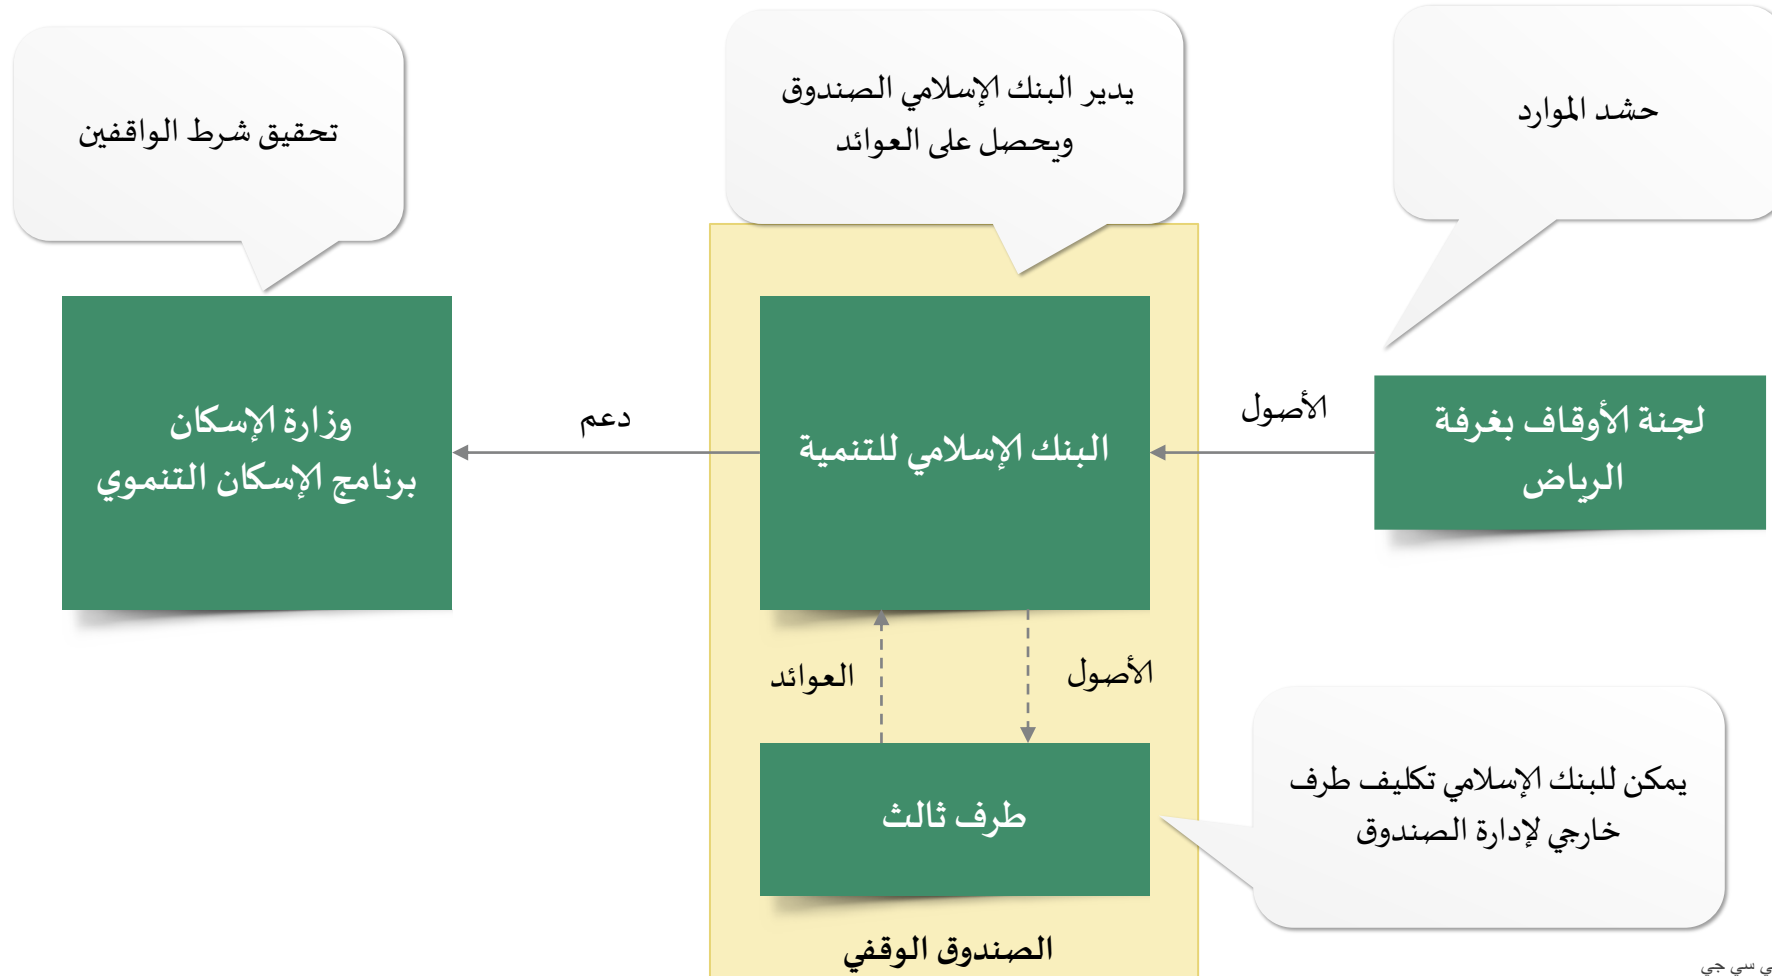 حشد الموارد
يدير البنك الإسلامي الصندوق
ويحصل على العوائد
تحقيق شرط الواقفين
لجنة الأوقاف بغرفة
الرياض
الأصول
البنك الإسلامي للتنمية
دعم
وزارة الإسكان
برنامج الإسكان التنموي
الأصول
العوائد
طرف ثالث
يمكن للبنك الإسلامي تكليف طرف
خارجي لإدارة الصندوق
الصندوق الوقفي
سي جي